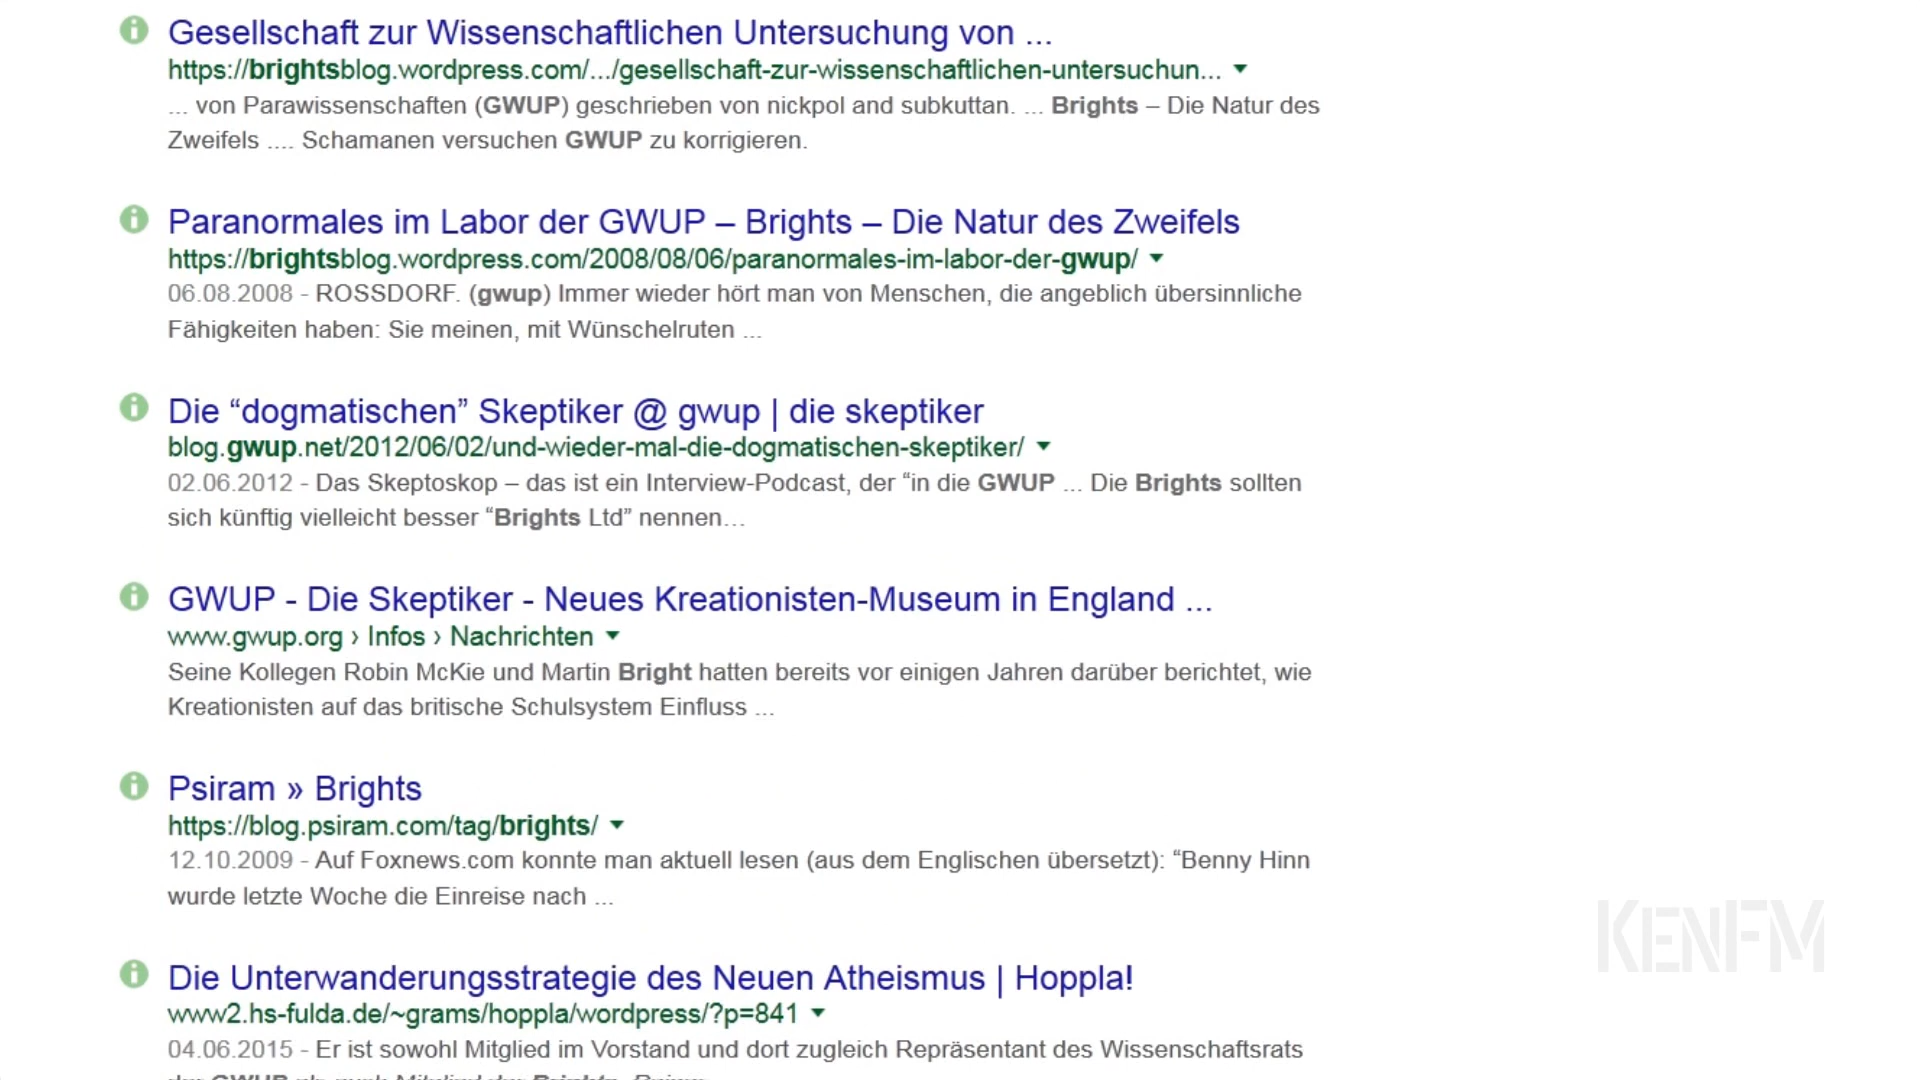 Gesellschaft zur Wissenschaftlichen Untersuchung von ...
https://brightsblog.wordpress.com/.../gesellschaft-zur-wissenschaftlichen-untersuchun...
... von Parawissenschaften (GWUP) geschrieben von nickpol and subkuttan. ... Brights – Die Natur des
Zweifels .... Schamanen versuchen GWUP zu korrigieren.
Paranormales im Labor der GWUP – Brights – Die Natur des Zweifels
https://brightsblog.wordpress.com/2008/08/06/paranormales-im-labor-der-gwup/
06.08.2008 - ROSSDORF. (gwup) Immer wieder hört man von Menschen, die angeblich übersinnliche
Fähigkeiten haben: Sie meinen, mit Wünschelruten ...
Die “dogmatischen” Skeptiker @ gwup | die skeptiker
blog.gwup.net/2012/06/02/und-wieder-mal-die-dogmatischen-skeptiker/
02.06.2012 - Das Skeptoskop – das ist ein Interview-Podcast, der “in die GWUP ... Die Brights sollten
sich künftig vielleicht besser “Brights Ltd” nennen…
GWUP - Die Skeptiker - Neues Kreationisten-Museum in England ...
www.gwup.org › Infos › Nachrichten
Seine Kollegen Robin McKie und Martin Bright hatten bereits vor einigen Jahren darüber berichtet, wie
Kreationisten auf das britische Schulsystem Einfluss ...
Psiram » Brights
https://blog.psiram.com/tag/brights/
12.10.2009 - Auf Foxnews.com konnte man aktuell lesen (aus dem Englischen übersetzt): “Benny Hinn
wurde letzte Woche die Einreise nach ...
KENFM
Die Unterwanderungsstrategie des Neuen Atheismus | Hoppla!
www2.hs-fulda.de/~grams/hoppla/wordpress/?p=841
04.06.2015 - Er ist sowohl Mitglied im Vorstand und dort zugleich Repräsentant des Wissenschaftsrats
der GWUP als auch Mitglied der Brights.